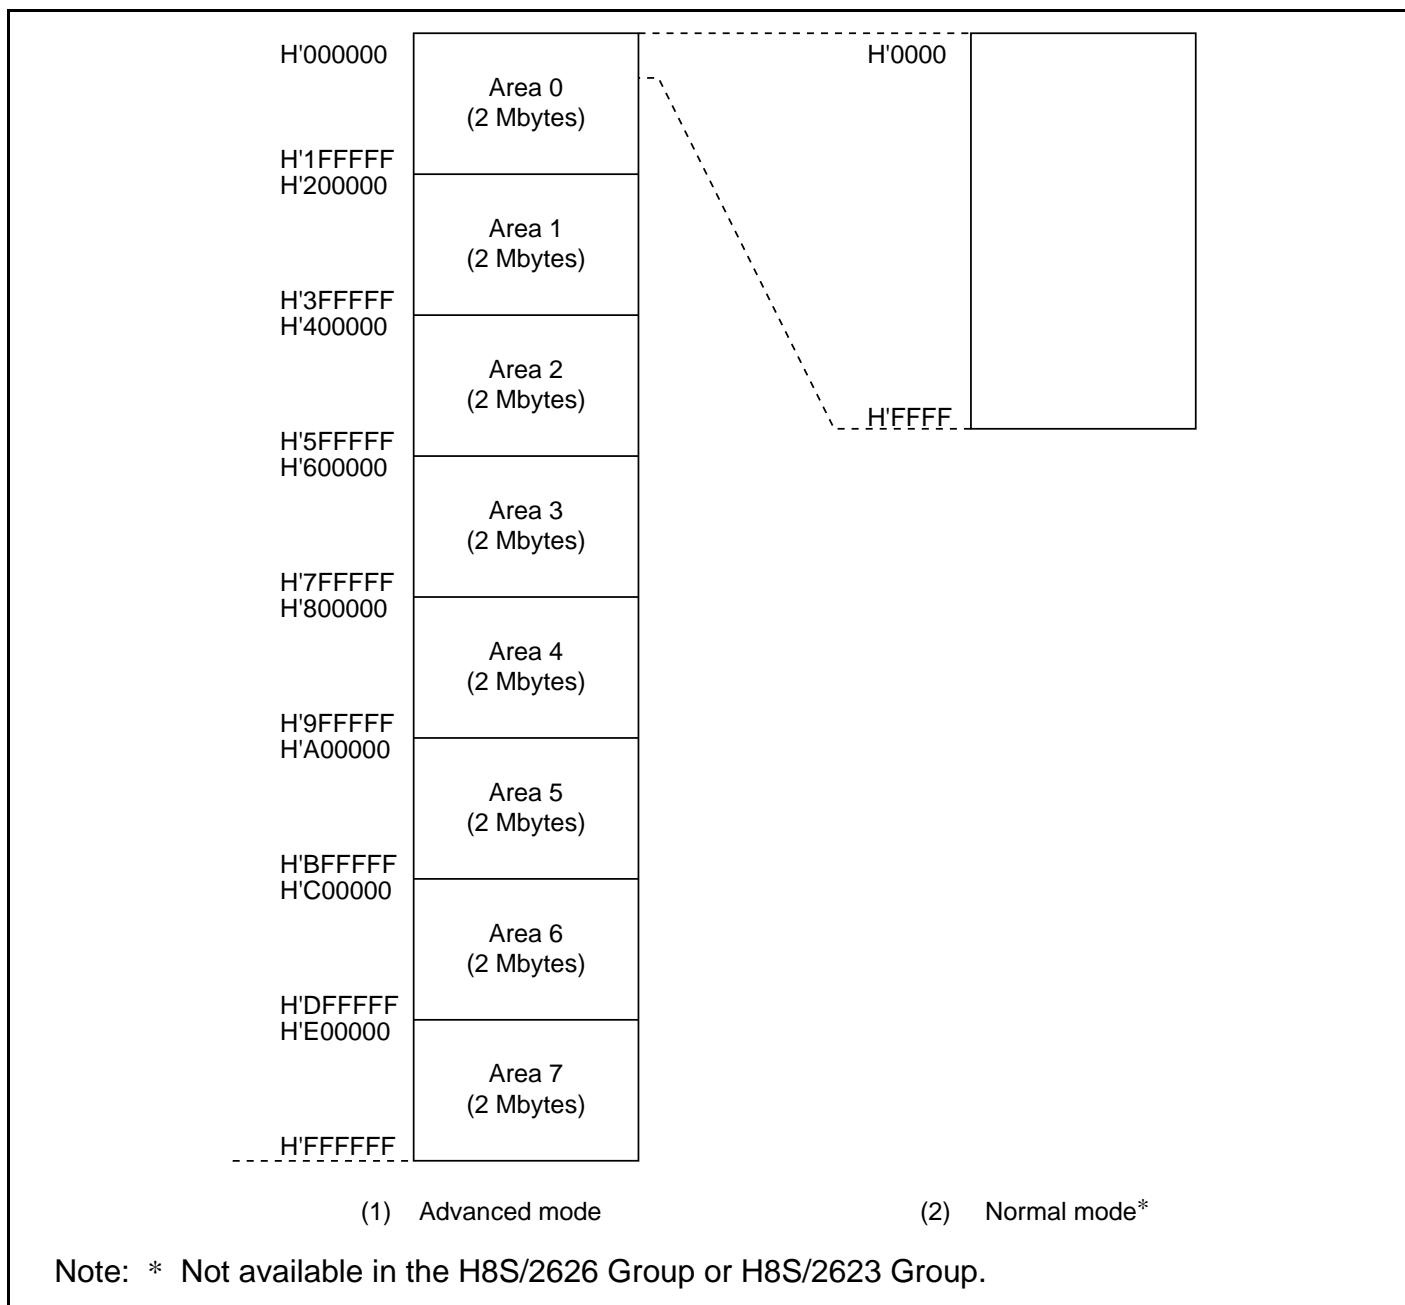 H'000000
H'0000
Area 0
(2 Mbytes)
H'1FFFFF
H'200000
Area 1
(2 Mbytes)
H'3FFFFF
H'400000
Area 2
(2 Mbytes)
H'FFFF
H'5FFFFF
H'600000
Area 3
(2 Mbytes)
H'7FFFFF
H'800000
Area 4
(2 Mbytes)
H'9FFFFF
H'A00000
Area 5
(2 Mbytes)
H'BFFFFF
H'C00000
Area 6
(2 Mbytes)
H'DFFFFF
H'E00000
Area 7
(2 Mbytes)
H'FFFFFF
(1) Advanced mode
(2) Normal mode*
Note: * Not available in the H8S/2626 Group or H8S/2623 Group.